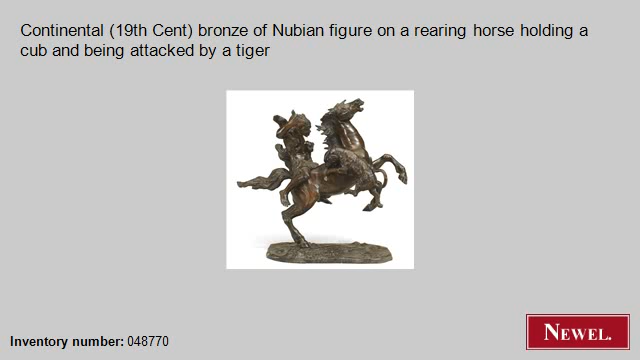 Continental (19th Cent) bronze of Nubian figure on a rearing horse holding a
cub and being attacked by a tiger
Inventory number: 048770
NEWEL.